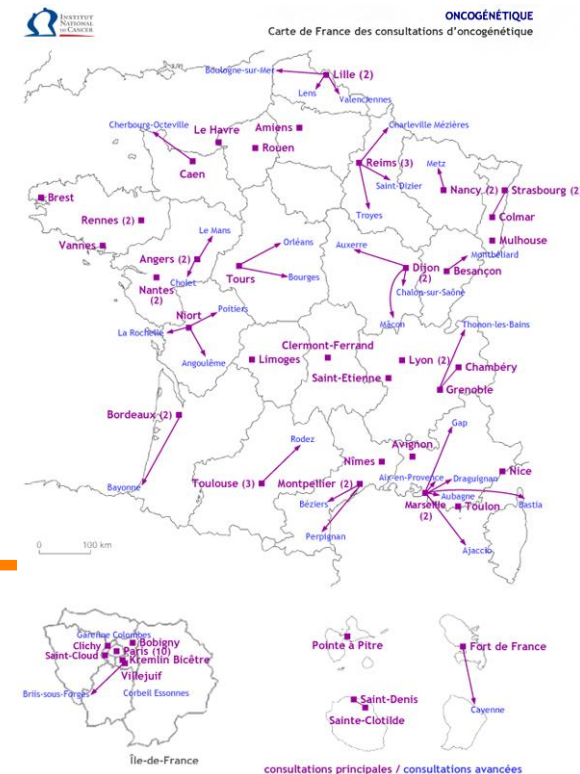 INSTITUT
NATIONAL
DU CANCER
ONCOGÉNÉTIQUE
Carte de France des consultations d'oncogénétique
Boulogne-sur-Mer
Lille (2)
Lens
Valenciennes
Cherbourg-Octeville
Le Havre
Amiens
Charleville Mézières
Rouen
Caen
Reims (3)
Metz
Saint-Dizier
Nancy (2)
Strasbourg (2
Brest
Troyes
Colmar
Rennes (2)
Le Mans
Mulhouse
Vannes
Orléans
Auxerre
Montbéliard
Angers (2)
Dijon
(2)
Besançon
Cholet
Tours
Bourges
Nantes
(2)
Chalon-sur-Saône
Niort
Poitiers
Mâcon
Thonon-les-Bains
La Rochelle
Clermont-Ferrand
Limoges
Lyon (2)
Angoulême
Chambéry
Saint-Etienne
Grenoble
Bordeaux (2)
Gap
Rodez
Avignon
Nîmes
Nice
Aix-en-Provence
Draguignan
Toulouse (3)
Montpellier (2)
Bayonne
Aubagne
Béziers
Marseille
(2)
Toulon
Bastia
Perpignan
Ajaccio
0
100 km
Garenne Colombes
Bobigny
Clichy
Paris (10)
Saint-Cloud
Kremlin Bicêtre
Villejuif
Briis-sous-Forges
Corbeil Essonnes
Île-de-France
Pointe à Pitre
Fort de France
Saint-Denis
Sainte-Clotilde
Cayenne
consultations principales / consultations avancées